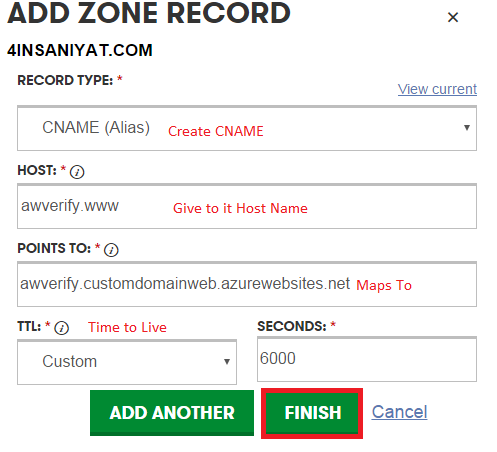 ADD ZONE RECORD ×
4INSANIYAT.COM
RECORD TYPE: * View current
CNAME (Alias) Create CNAME
HOST: * i
awverify.www Give to it Host Name
POINTS TO: * i
awverify.customdomainweb.azurewebsites.net Maps To
TTL: * i Time to Live SECONDS: *
Custom 6000
ADD ANOTHER FINISH Cancel